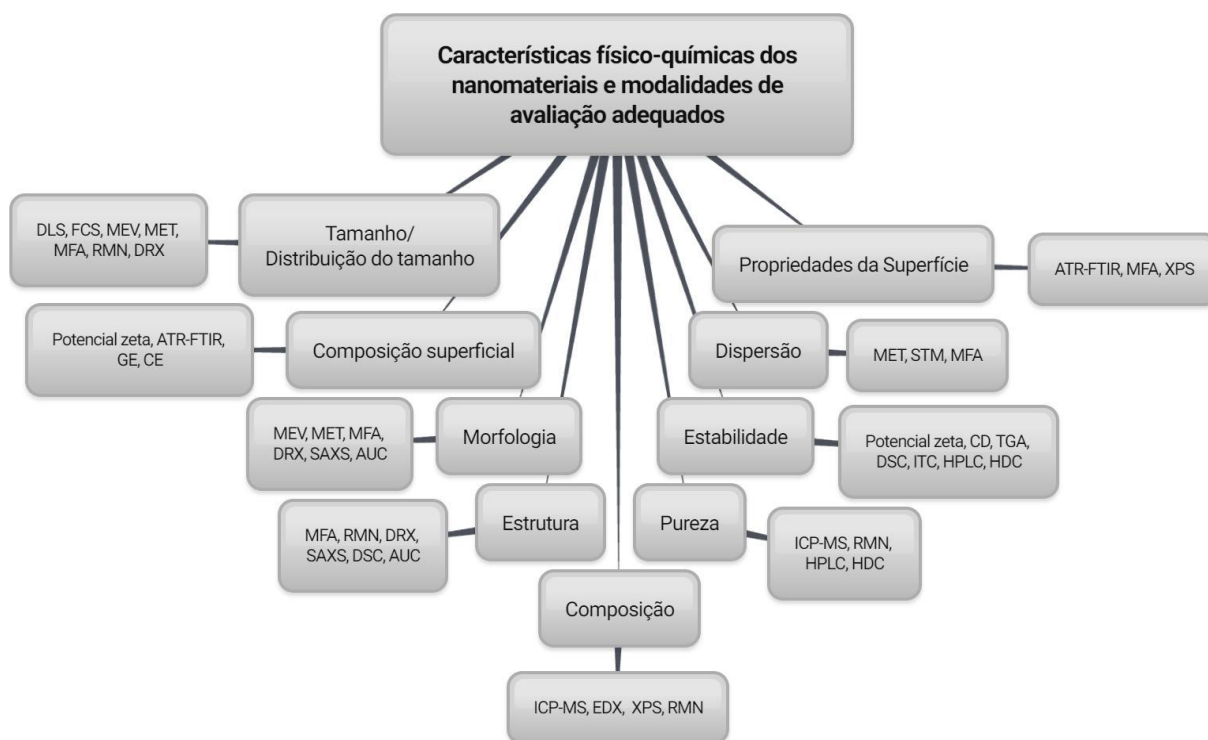 Características físico-químicas dos
nanomateriais e modalidades de
avaliação adequados
DLS, FCS, MEV, MET,
MFA, RMN, DRX
Tamanho/
Distribuição do tamanho
Propriedades da Superfície
ATR-FTIR, MFA, XPS
Potencial zeta, ATR-FTIR,
GE, CE
Composição superficial
Dispersão
MET, STM, MFA
MEV, MET, MFA,
DRX, SAXS, AUC
Morfologia
Estabilidade
Potencial zeta, CD, TGA,
DSC, ITC, HPLC, HDC
MFA, RMN, DRX,
SAXS, DSC, AUC
Estrutura
Pureza
ICP-MS, RMN,
HPLC, HDC
Composição
ICP-MS, EDX, XPS, RMN